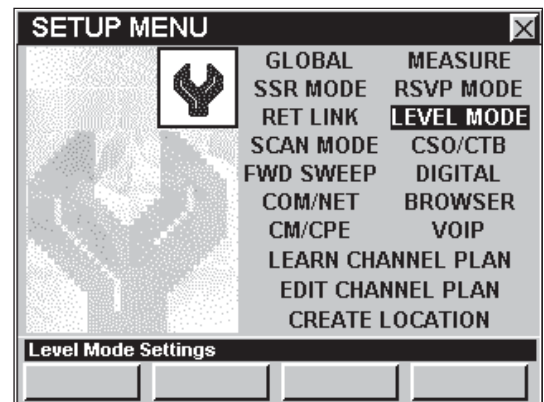 SETUP MENU
GLOBAL MEASURE
SSR MODE RSVP MODE
RET LINK LEVEL MODE
SCAN MODE CSO/CTB
FWD SWEEP DIGITAL
COM/NET BROWSER
CM/CPE VOIP
LEARN CHANNEL PLAN
EDIT CHANNEL PLAN
CREATE LOCATION
Level Mode Settings